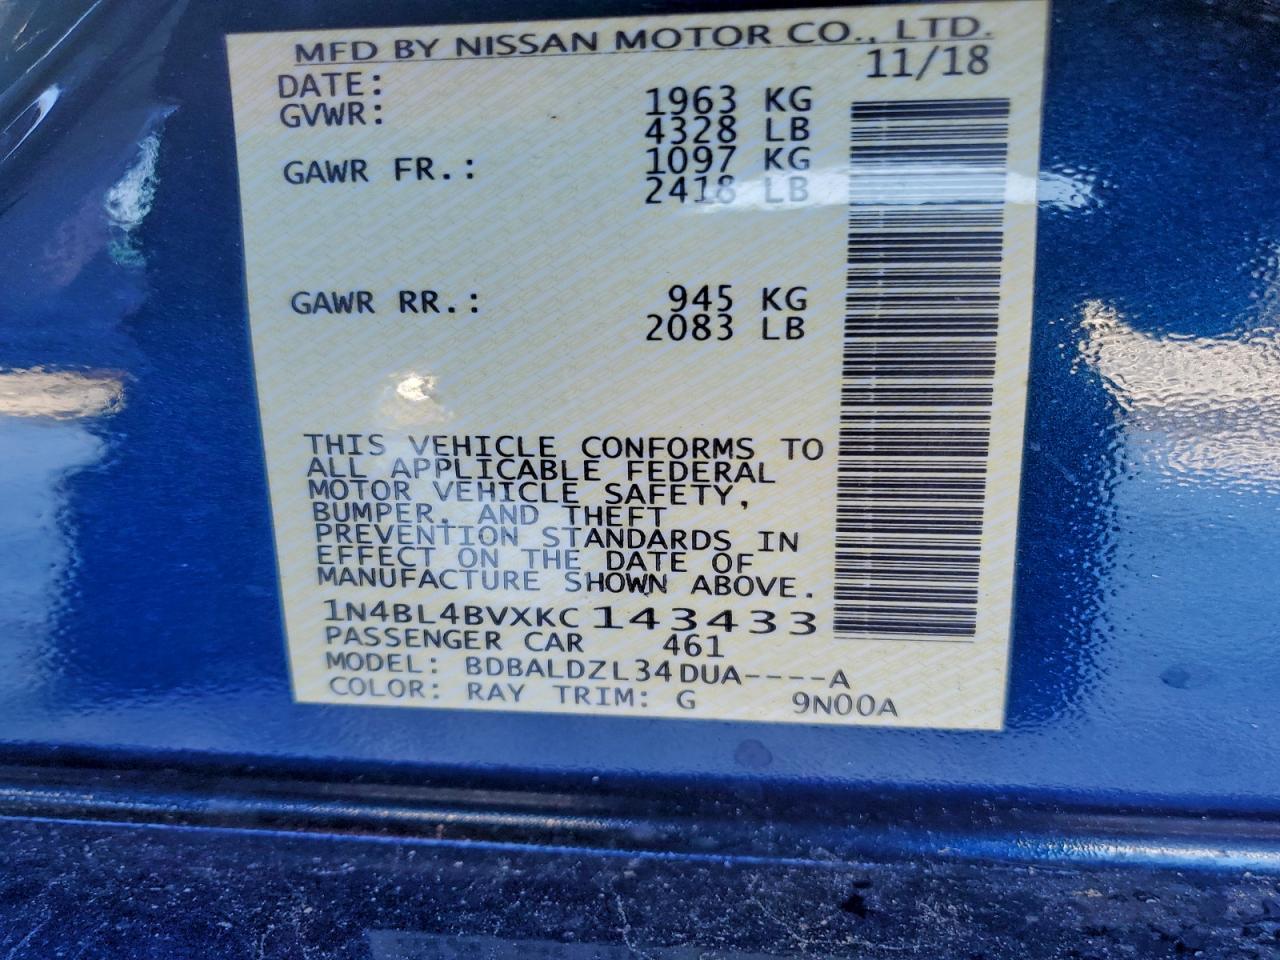 MFD BY NISSAN MOTOR CO., LTD.
DATE: 11/18
GVWR: 1963 KG
4328 LB
GAWR FR.: 1097 KG
2418 LB
GAWR RR.: 945 KG
2083 LB
THIS VEHICLE CONFORMS TO
ALL APPLICABLE FEDERAL
MOTOR VEHICLE SAFETY,
BUMPER, AND THEFT
PREVENTION STANDARDS IN
EFFECT ON THE DATE OF
MANUFACTURE SHOWN ABOVE.
1N4BL4BVXKC143433
PASSENGER CAR 461
MODEL: BDBALDZL34DUA----A
COLOR: RAY TRIM: G 9N00A